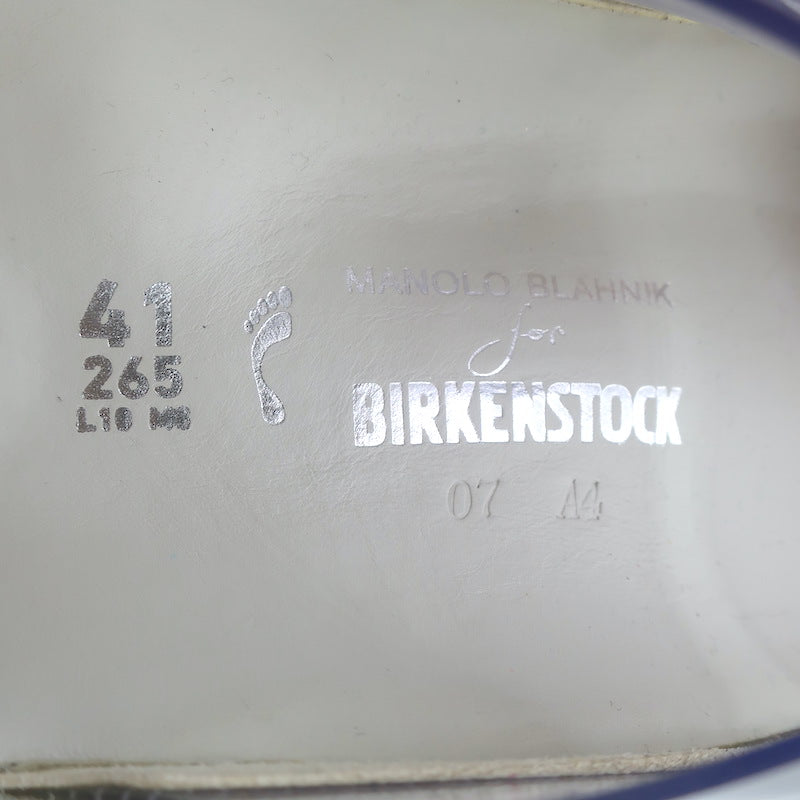 41
265
L10 M8
MANOLO BLAHNIK
for
BIRKENSTOCK
07 A4